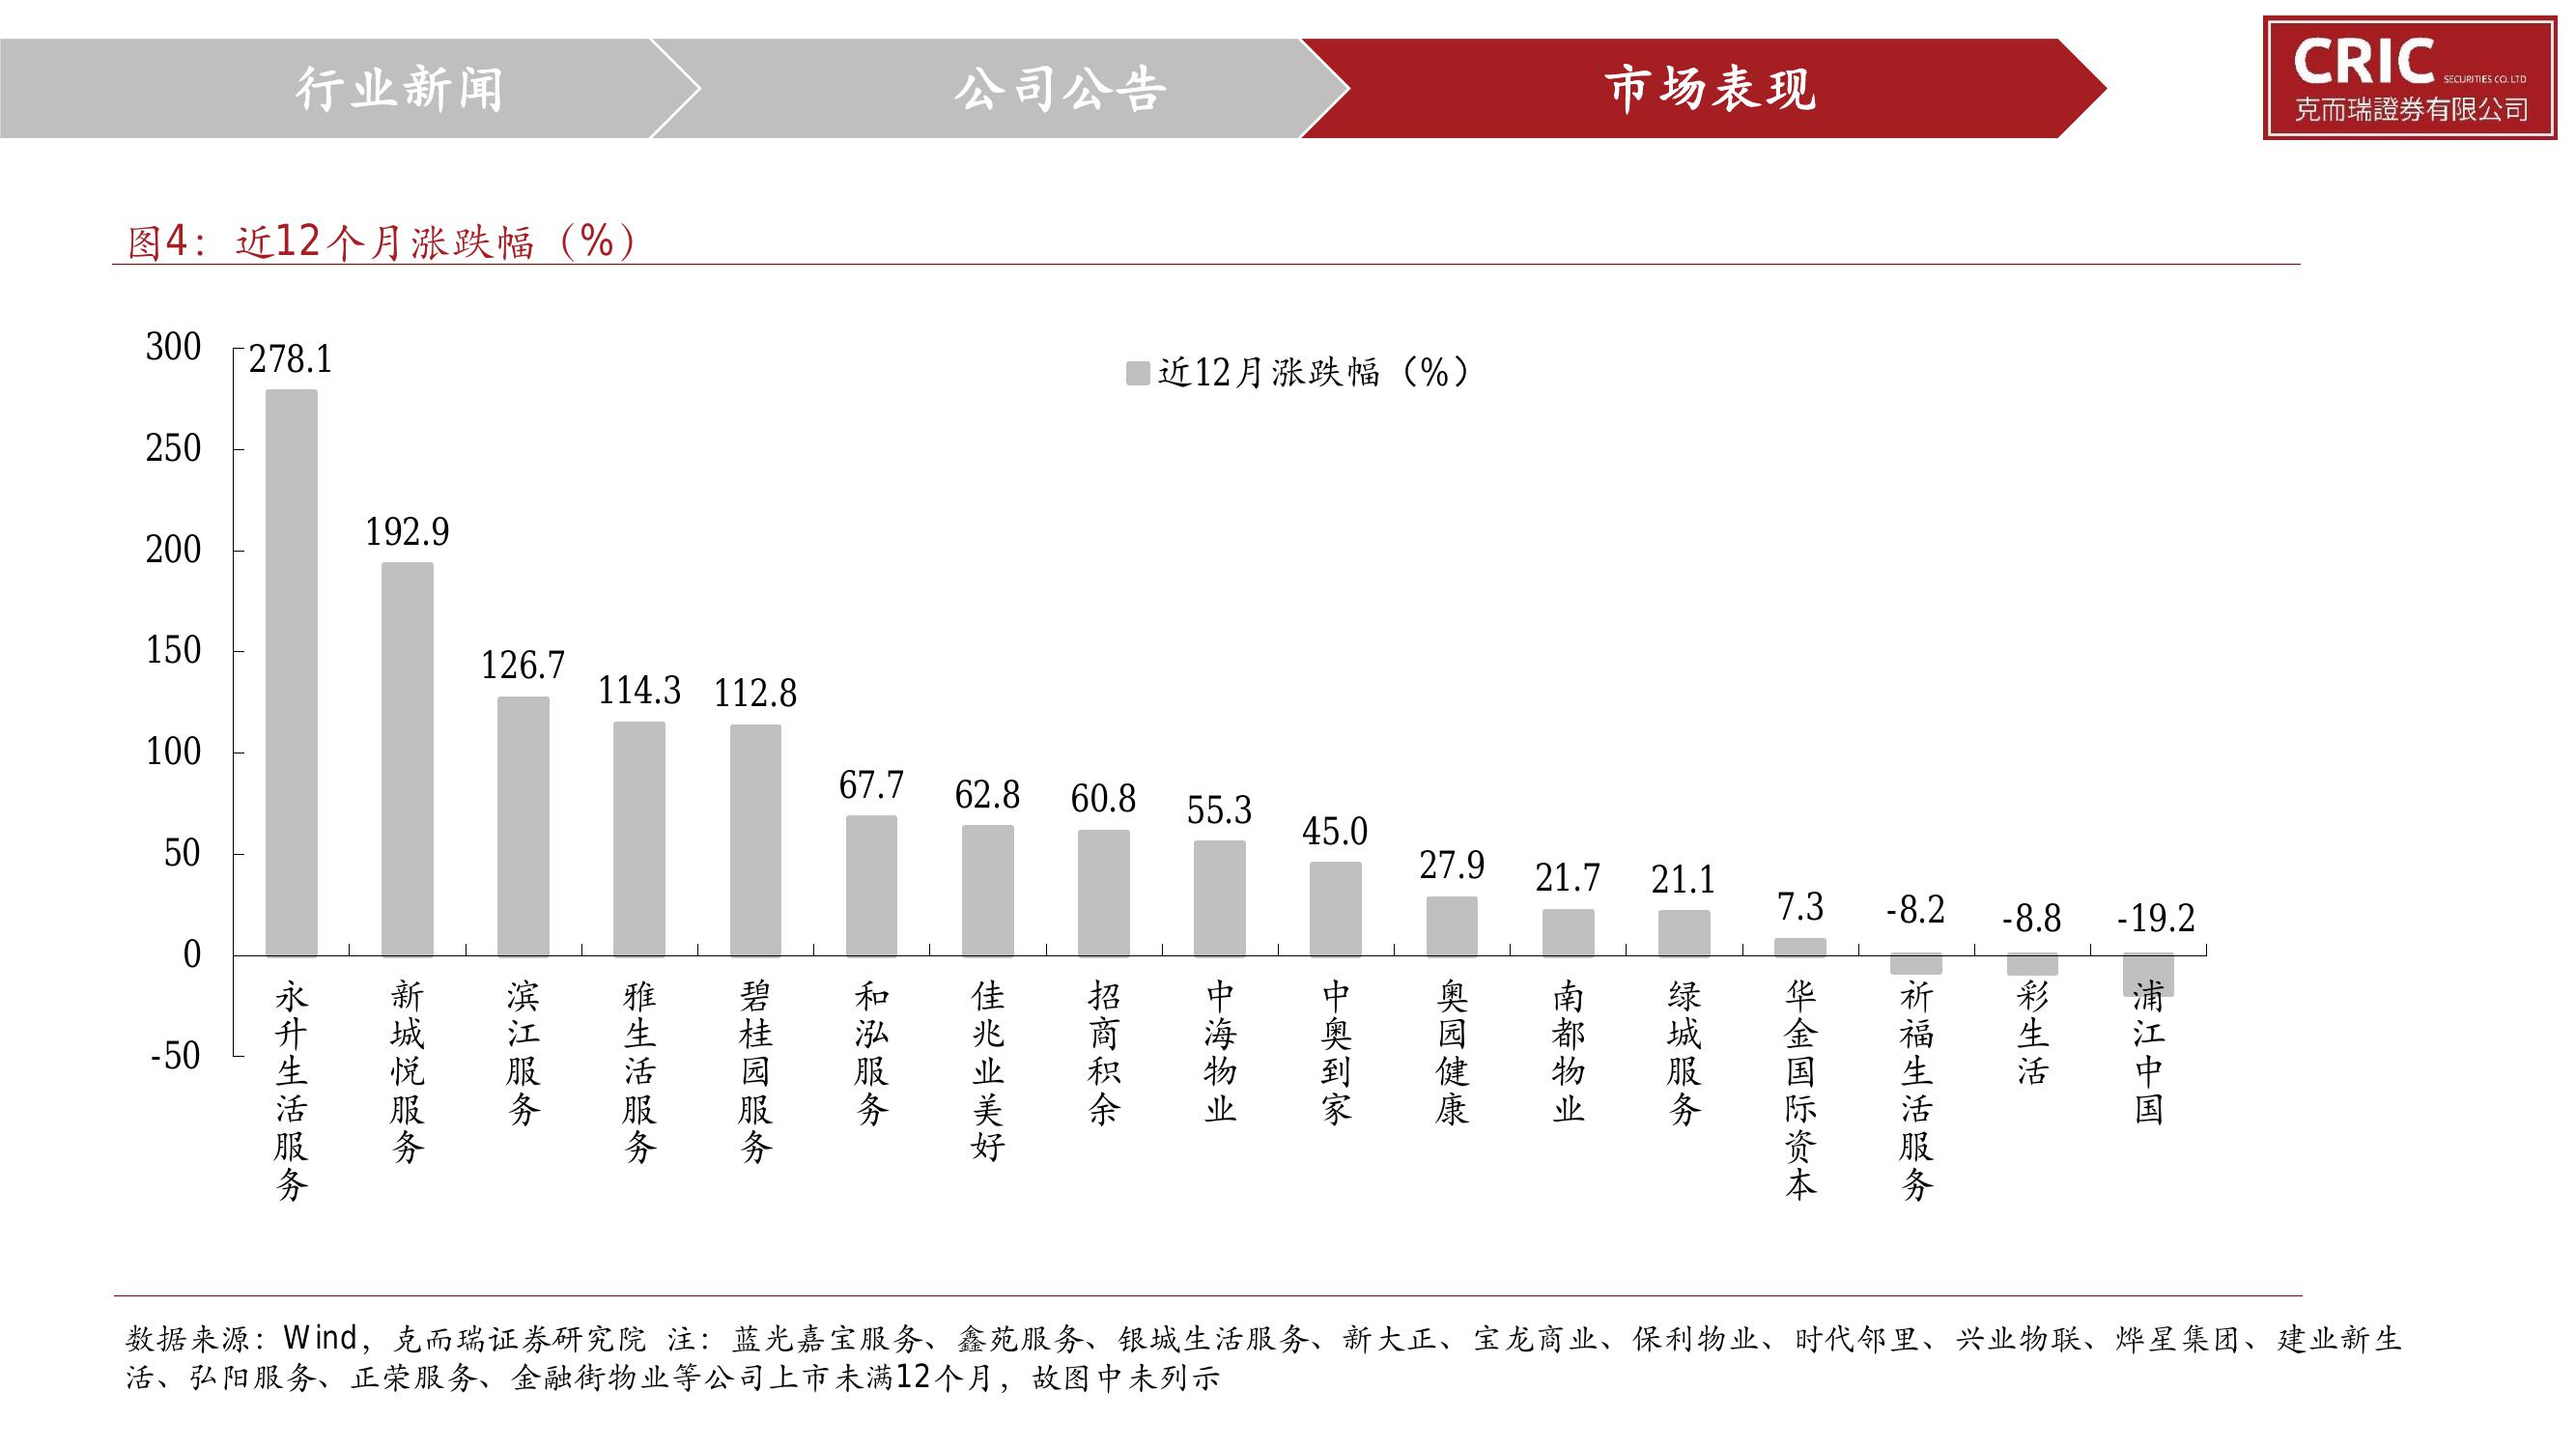 行业新闻
公司公告
市场表现
CRIC SECURITIES CO. LTD
克而瑞證券有限公司
图4：近12个月涨跌幅（%）
近12月涨跌幅（%）
300
250
200
150
100
50
0
-50
278.1
192.9
126.7
114.3
112.8
67.7
62.8
60.8
55.3
45.0
27.9
21.7
21.1
7.3
-8.2
-8.8
-19.2
永升生活服务
新城悦服务
滨江服务
雅生活服务
碧桂园服务
和泓服务
佳兆业美好
招商积余
中海物业
中奥到家
奥园健康
南都物业
绿城服务
华金国际资本
祈福生活服务
彩生活
浦江中国
数据来源：Wind，克而瑞证券研究院 注：蓝光嘉宝服务、鑫苑服务、银城生活服务、新大正、宝龙商业、保利物业、时代邻里、兴业物联、烨星集团、建业新生
活、弘阳服务、正荣服务、金融街物业等公司上市未满12个月，故图中未列示